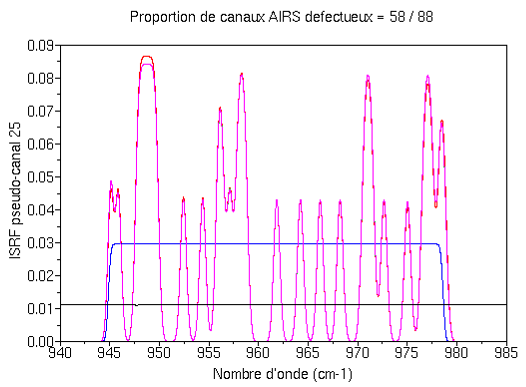 Proportion de canaux AIRS defectueux = 58 / 88
0.09
0.08
0.07
0.06
0.05
0.04
0.03
0.02
0.01
0.00
ISRF pseudo-canal 25
940 945 950 955 960 965 970 975 980 985
Nombre d'onde (cm-1)